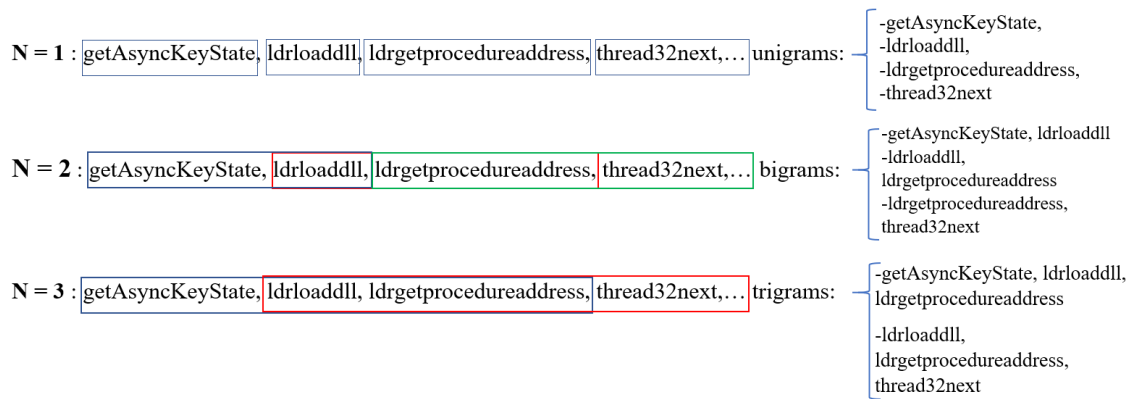 N = 1 : getAsyncKeyState, ldrloaddll, ldrgetprocedureaddress, thread32next,… unigrams:
-getAsyncKeyState,
-ldrloaddll,
-ldrgetprocedureaddress,
-thread32next
N = 2 : getAsyncKeyState, ldrloaddll, ldrgetprocedureaddress, thread32next,… bigrams:
-getAsyncKeyState, ldrloaddll
-ldrloaddll,
ldrgetprocedureaddress
-ldrgetprocedureaddress,
thread32next
N = 3 : getAsyncKeyState, ldrloaddll, ldrgetprocedureaddress, thread32next,… trigrams:
-getAsyncKeyState, ldrloaddll,
ldrgetprocedureaddress
-ldrloaddll,
ldrgetprocedureaddress,
thread32next